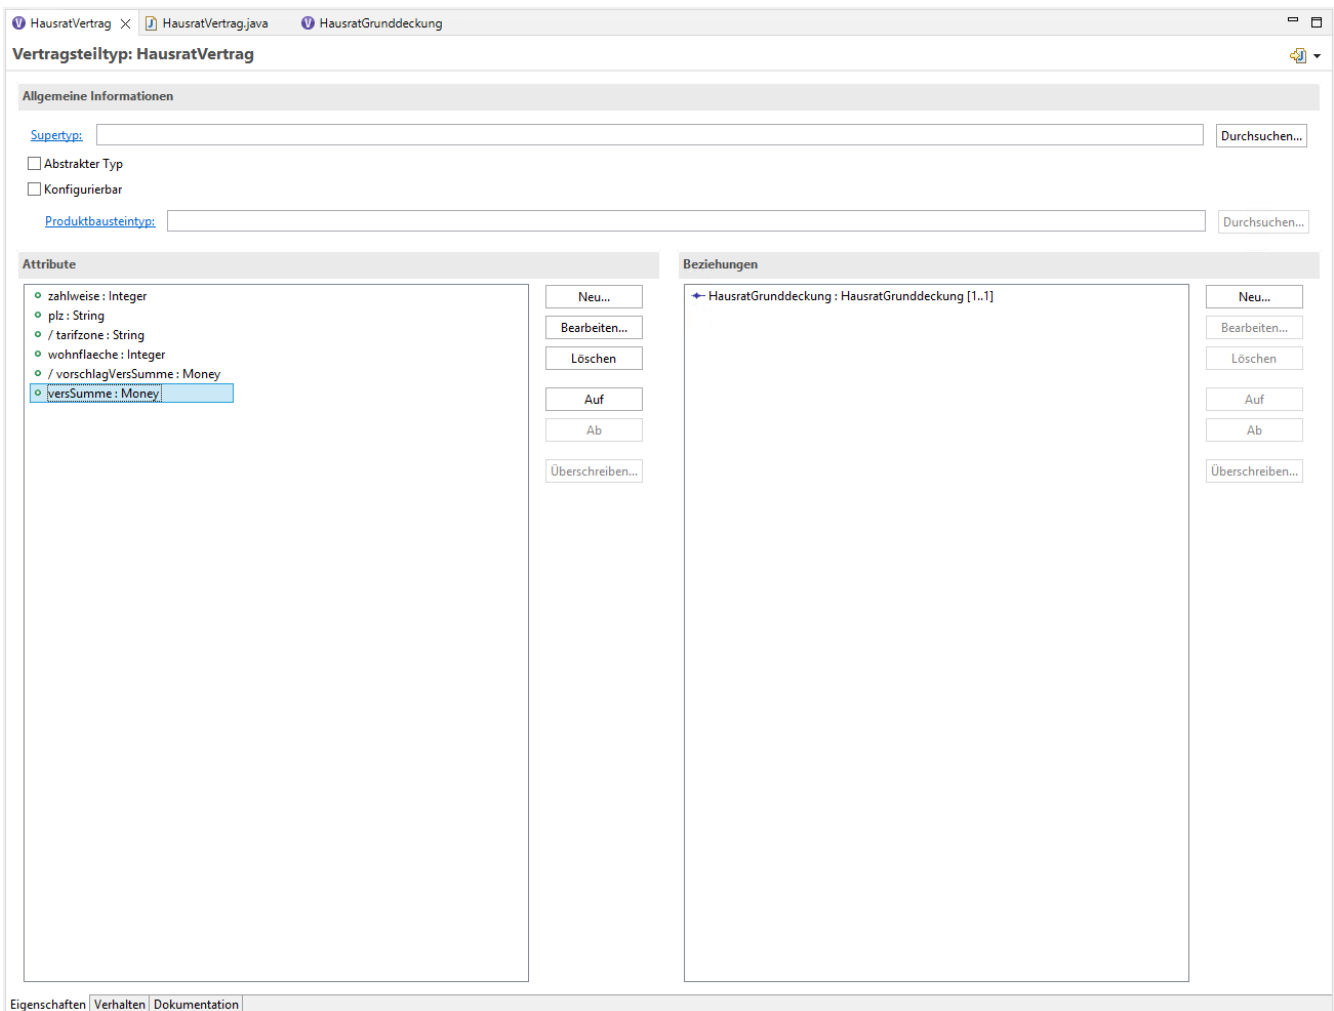 HausratVertrag HausratVertrag.java HausratGrunddeckung
Vertragsteiltyp: HausratVertrag
Allgemeine Informationen
Supertyp: Durchsuchen...
Abstrakter Typ
Konfigurierbar
Produktbausteintyp: Durchsuchen...
Attribute
zahlweise : Integer
plz : String
/ tarifzone : String
wohnflaeche : Integer
/ vorschlagVersSumme : Money
versSumme : Money
Neu...
Bearbeiten...
Löschen
Auf
Ab
Überschreiben...
Beziehungen
HausratGrunddeckung : HausratGrunddeckung [1..1]
Neu...
Bearbeiten...
Löschen
Auf
Ab
Überschreiben...
Eigenschaften Verhalten Dokumentation